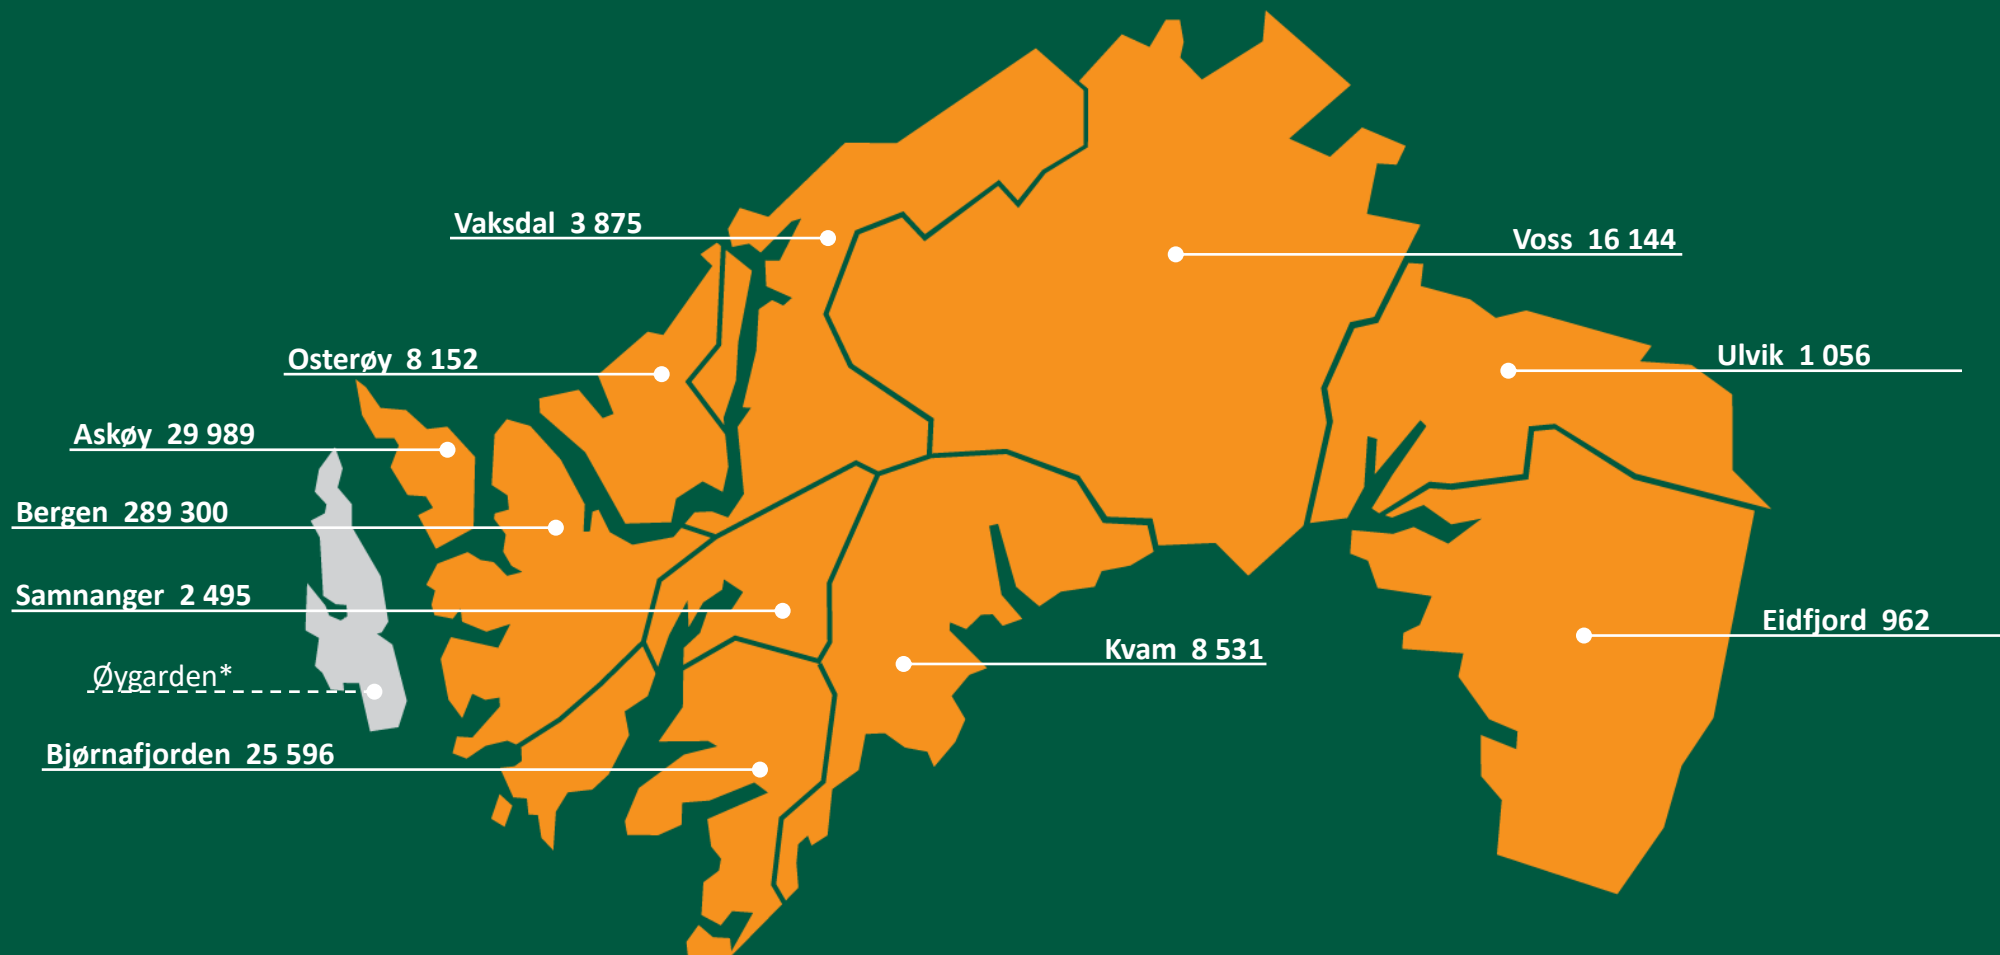 Vaksdal 3 875
Voss 16 144
Osterøy 8 152
Ulvik 1 056
Askøy 29 989
Bergen 289 300
Samnanger 2 495
Eidfjord 962
Kvam 8 531
Øygarden*
Bjørnafjorden 25 596